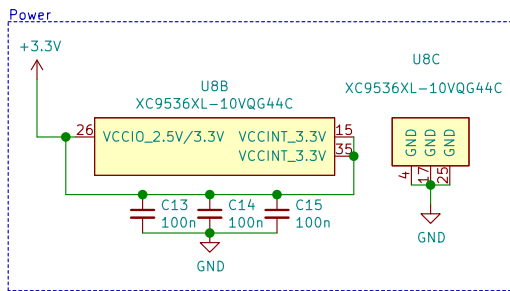 Power
+3.3V
U8B
XC9536XL-10VQG44C
26
VCCIO_2.5V/3.3V
VCCINT_3.3V
15
VCCINT_3.3V
35
C13
100n
C14
100n
C15
100n
GND
U8C
XC9536XL-10VQG44C
GND
GND
GND
4
17
25
GND